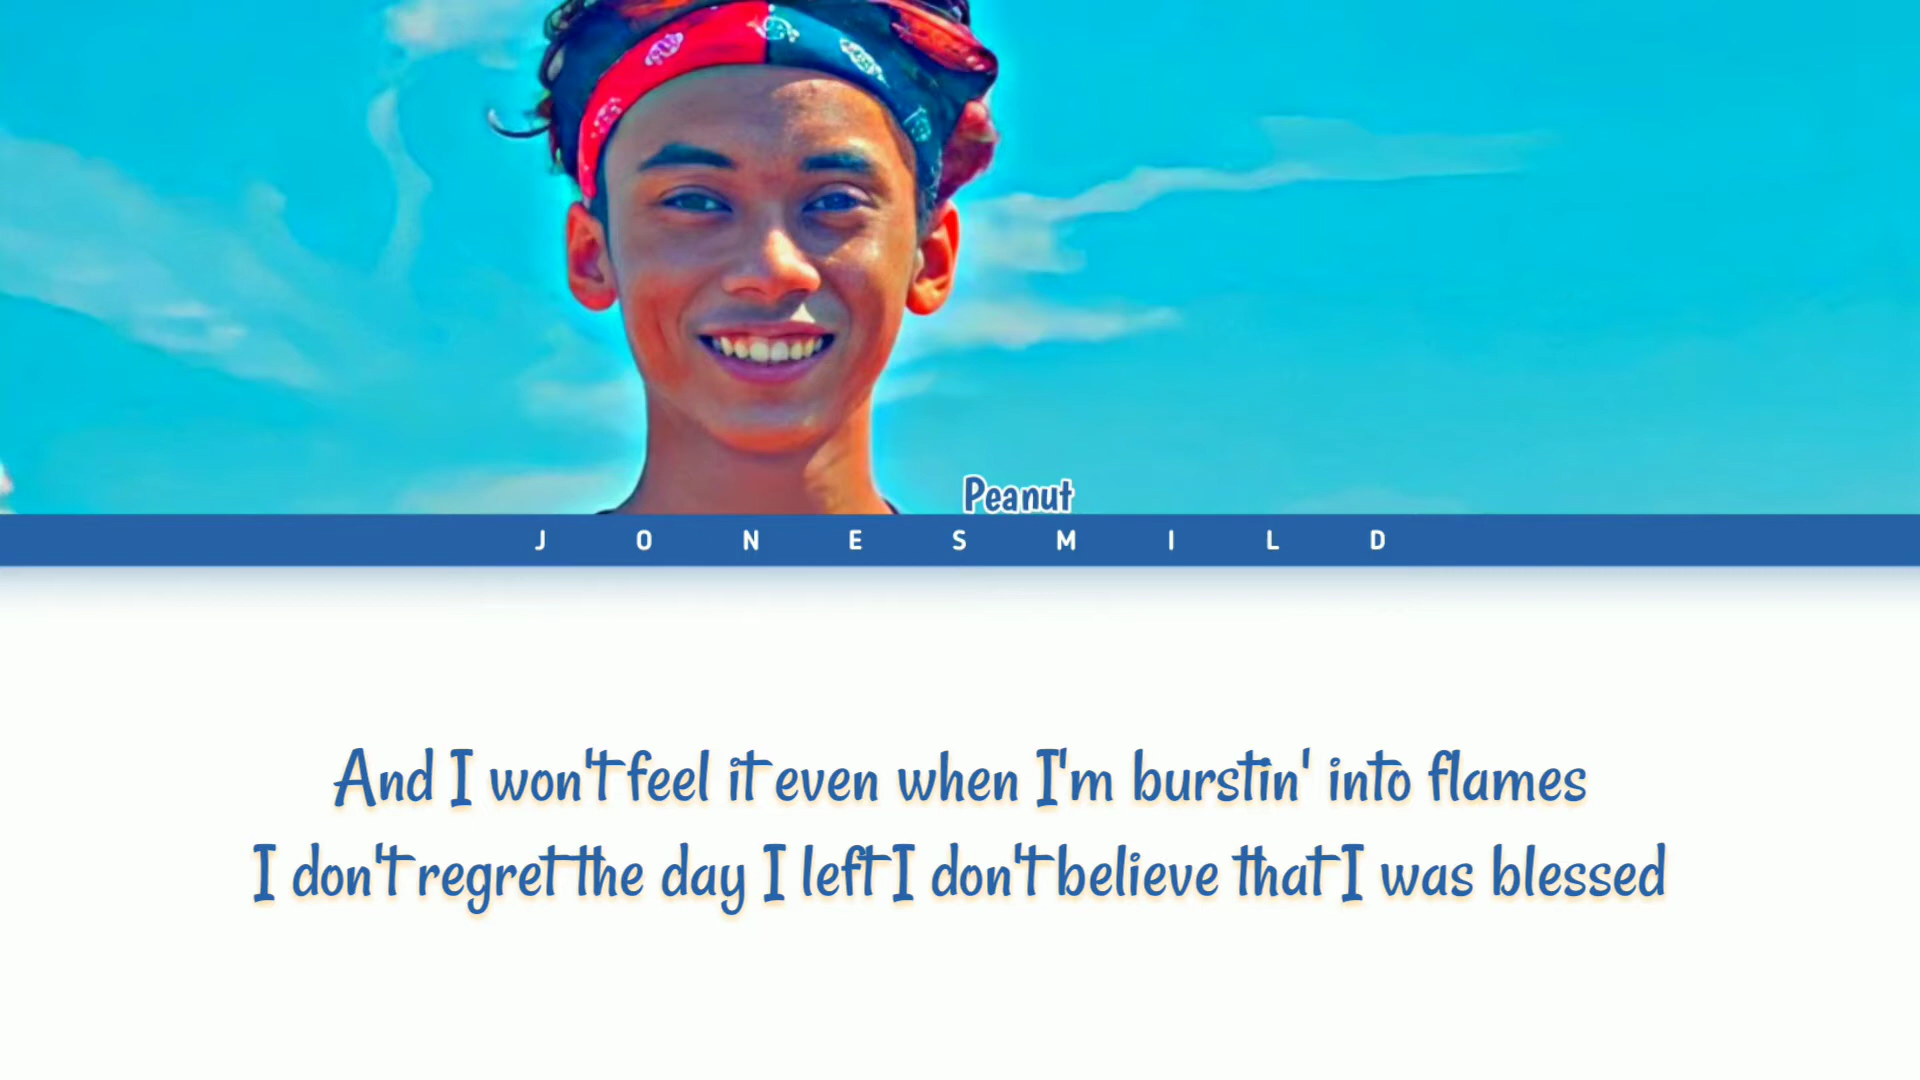 Peanut
JONESMILD
And I won't feel it even when I'm burstin' into flames
I don't regret the day I left I don't believe that I was blessed